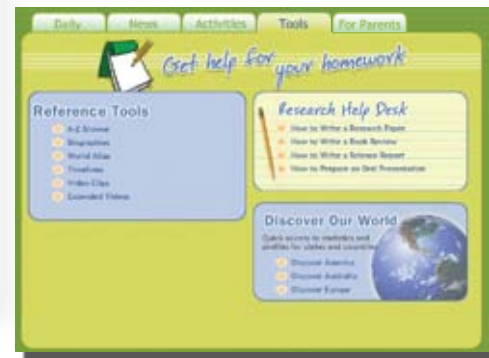 Daily News Activities Tools For Parents
Get help for your homework
Reference Tools
A-Z Browse
Biographies
World Atlas
Timelines
Video Clips
Extended Videos
Research Help Desk
How to Write a Research Paper
How to Write a Book Review
How to Write a Science Report
How to Prepare an Oral Presentation
Discover Our World
Quick access to statistics and
profiles for states and countries
Discover America
Discover Australia
Discover Europe